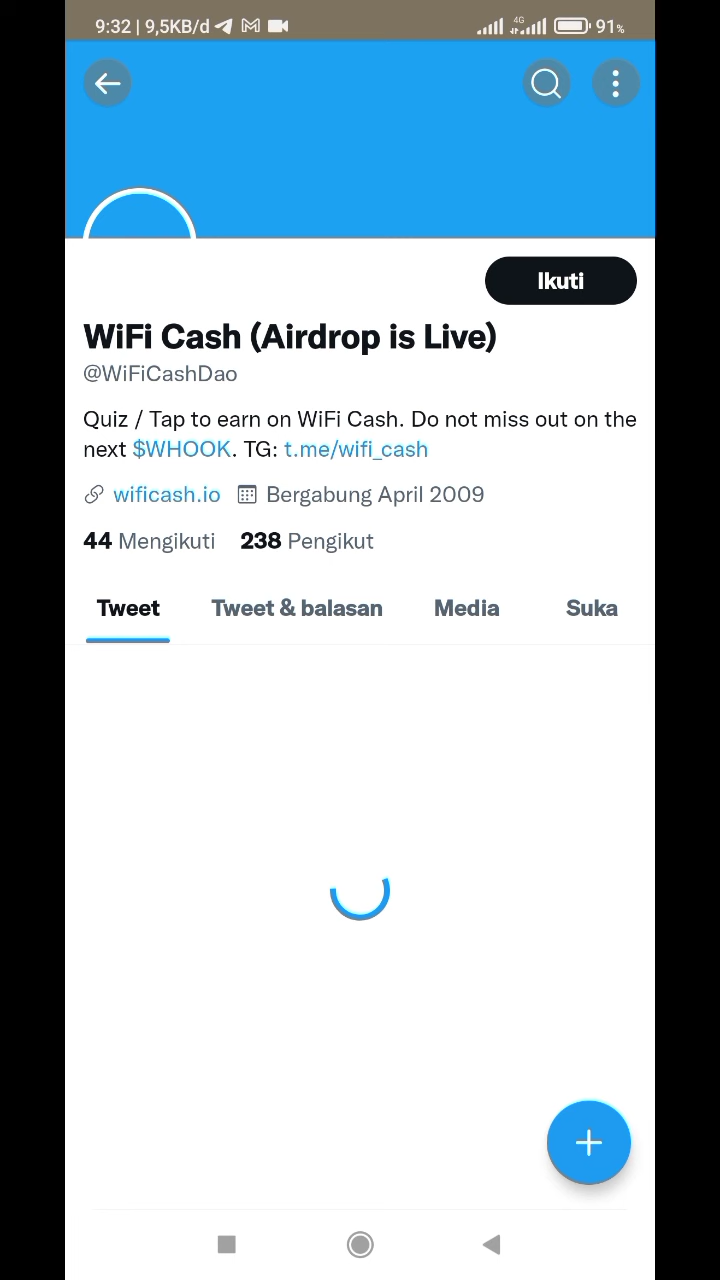 9:32 | 9,5KB/d 4G 91%
Ikuti
WiFi Cash (Airdrop is Live)
@WiFiCashDao
Quiz / Tap to earn on WiFi Cash. Do not miss out on the
next $WHOOK. TG: t.me/wifi_cash
wificash.io Bergabung April 2009
44 Mengikuti 238 Pengikut
Tweet Tweet & balasan Media Suka